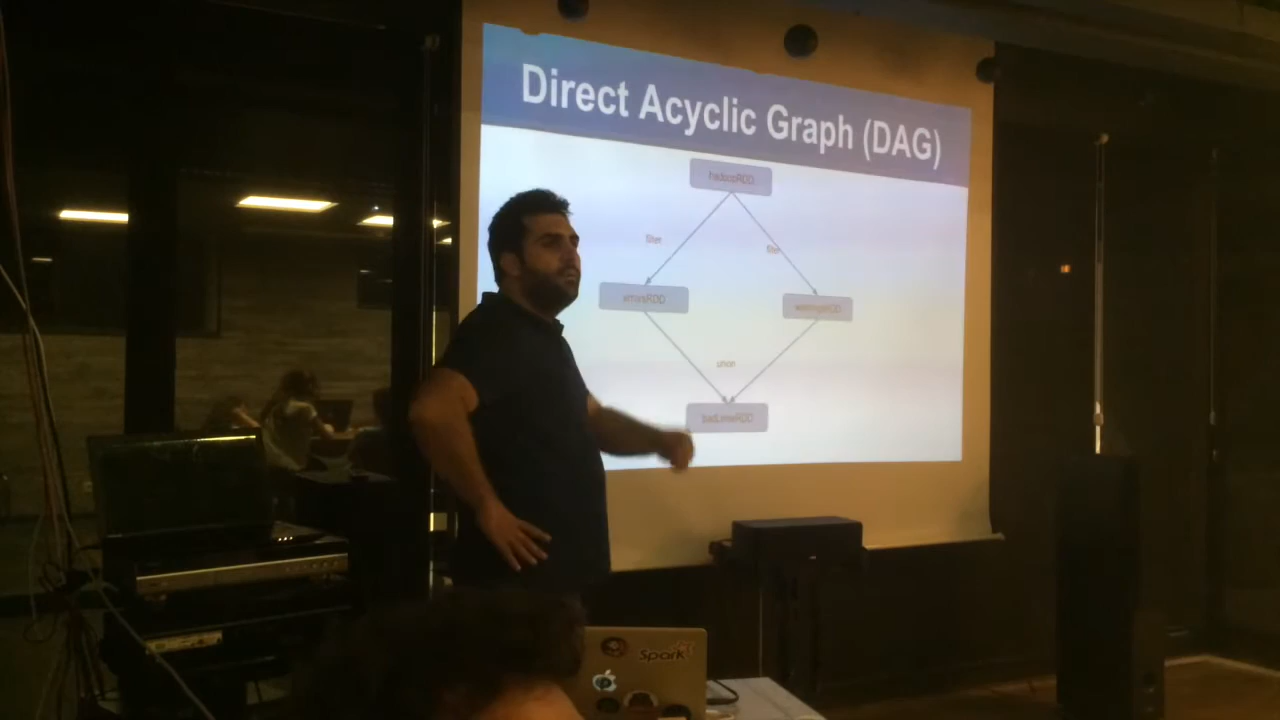 Direct Acyclic Graph (DAG)
hadoopRDD
filter
filter
errorsRDD
warningsRDD
union
badLinesRDD
Spark